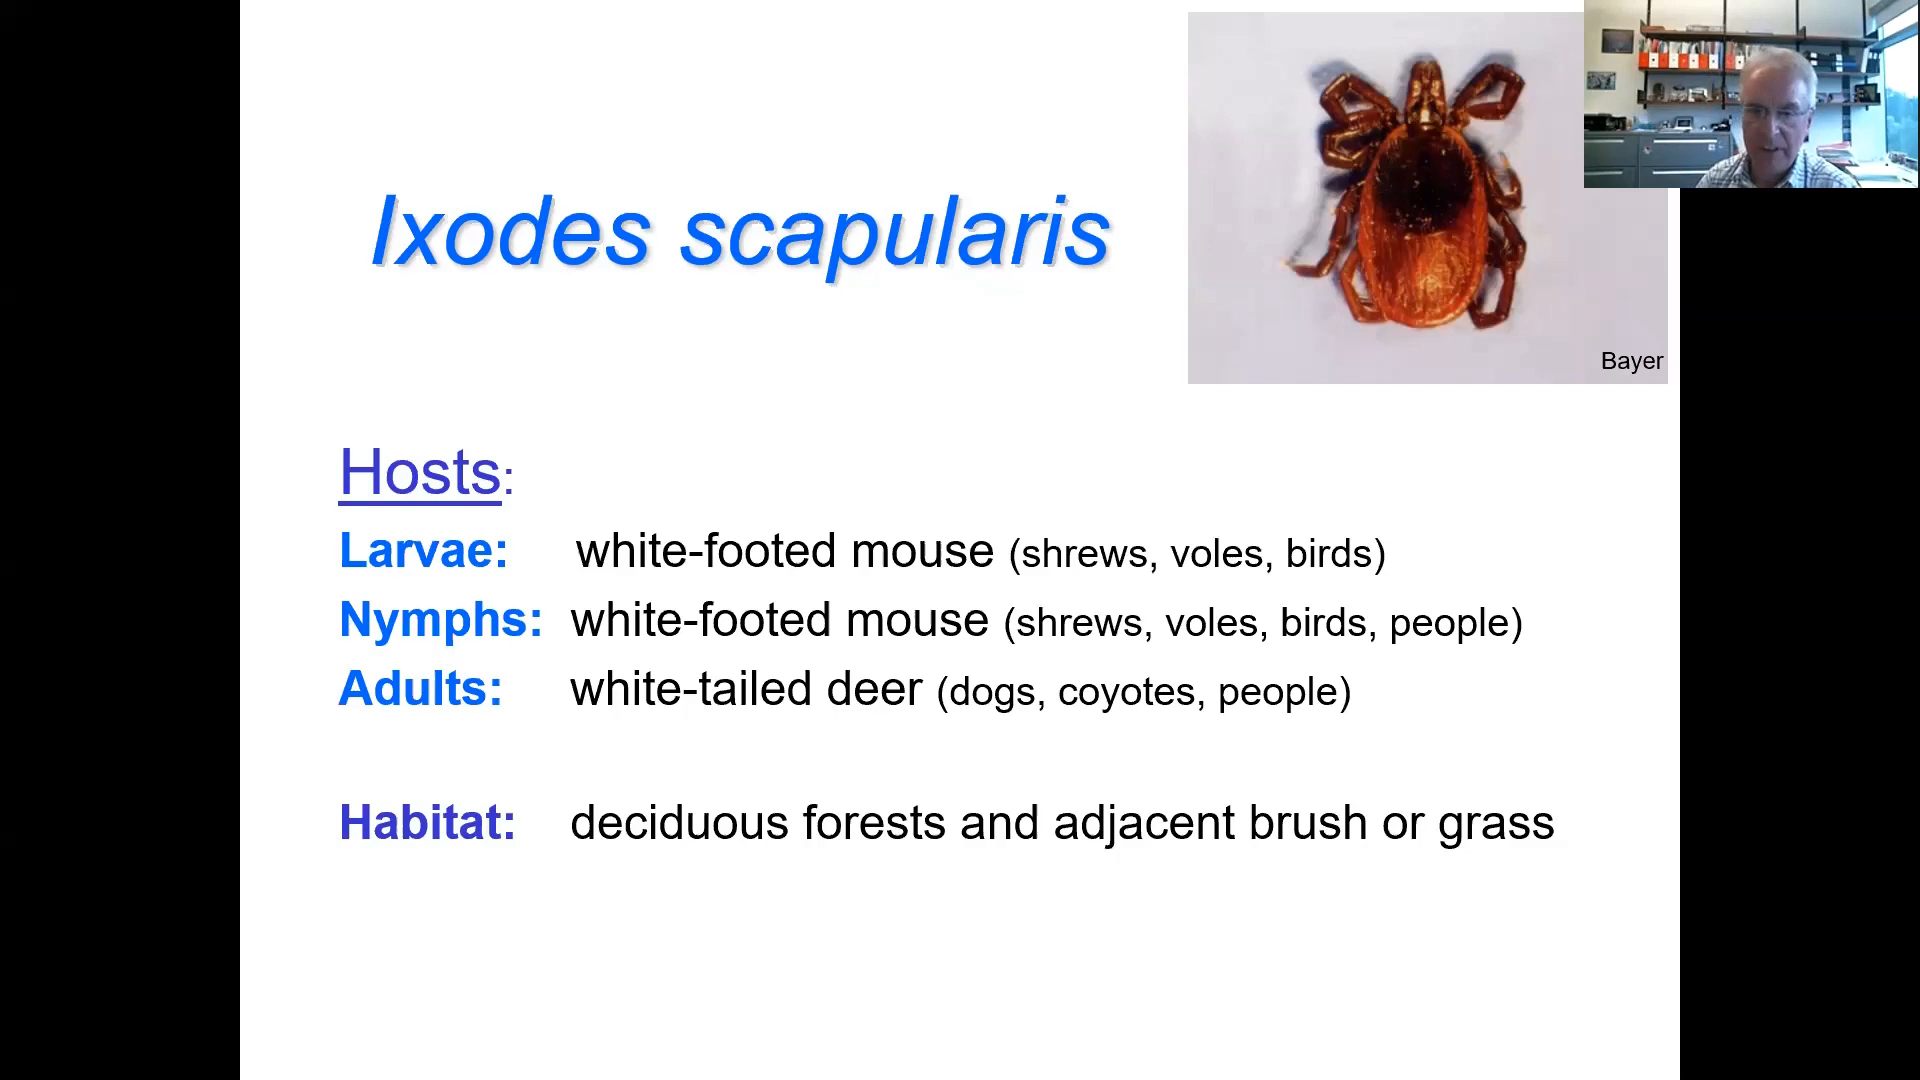 Ixodes scapularis
Bayer
Hosts:
Larvae: white-footed mouse (shrews, voles, birds)
Nymphs: white-footed mouse (shrews, voles, birds, people)
Adults: white-tailed deer (dogs, coyotes, people)
Habitat: deciduous forests and adjacent brush or grass